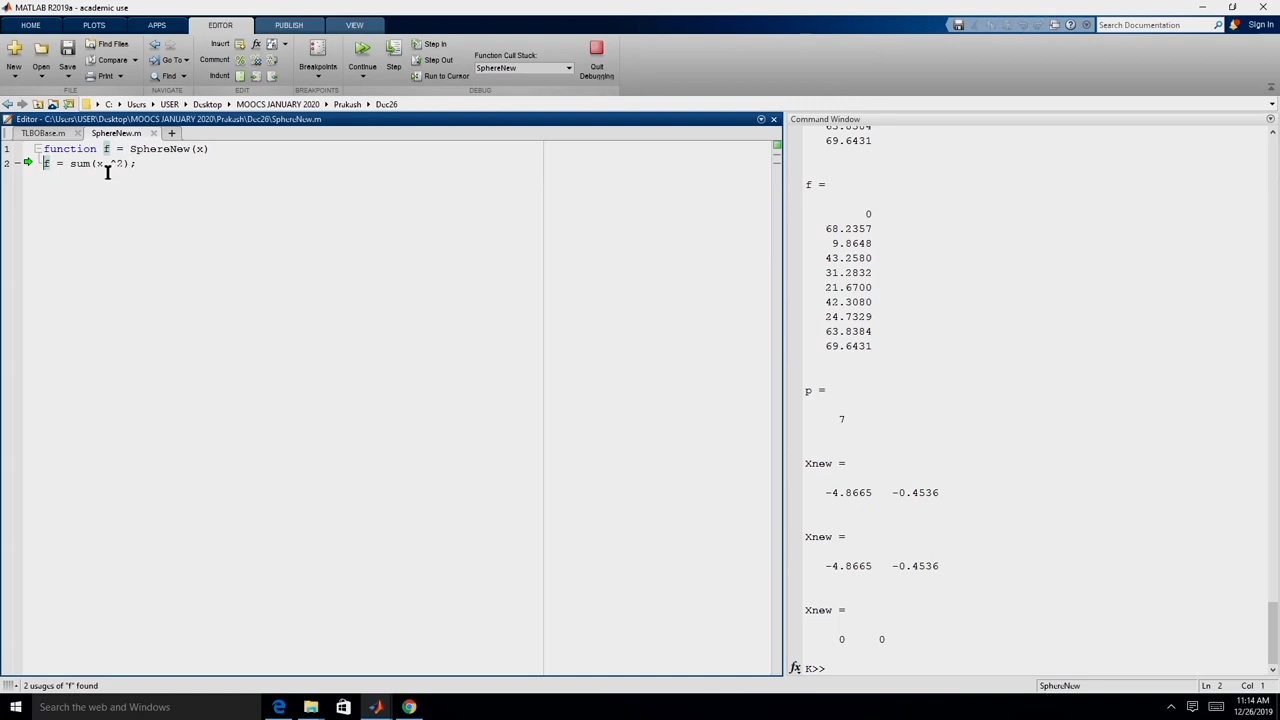 MATLAB R2019a - academic use
HOME PLOTS APPS EDITOR PUBLISH VIEW Search Documentation Sign In
New Open Save Find Files Compare Print
Go To Find
Insert fx Comment Indent
Breakpoints
Continue Step Step In Step Out Run to Cursor
Function Call Stack:
SphereNew
Quit Debugging
FILE NAVIGATE EDIT BREAKPOINTS DEBUG
C: Users USER Desktop MOOCS JANUARY 2020 Prakash Dec26
Editor - C:\Users\USER\Desktop\MOOCS JANUARY 2020\Prakash\Dec26\SphereNew.m
TLBOBase.m SphereNew.m
1 function f = SphereNew(x)
2 f = sum(x.^2);
Command Window
63.8384
69.6431
f =
0
68.2357
9.8648
43.2580
31.2832
21.6700
42.3080
24.7329
63.8384
69.6431
p =
7
Xnew =
-4.8665 -0.4536
Xnew =
-4.8665 -0.4536
Xnew =
0 0
fx K>>
2 usages of "f" found
SphereNew Ln 2 Col 1
Search the web and Windows
11:14 AM
12/26/2019